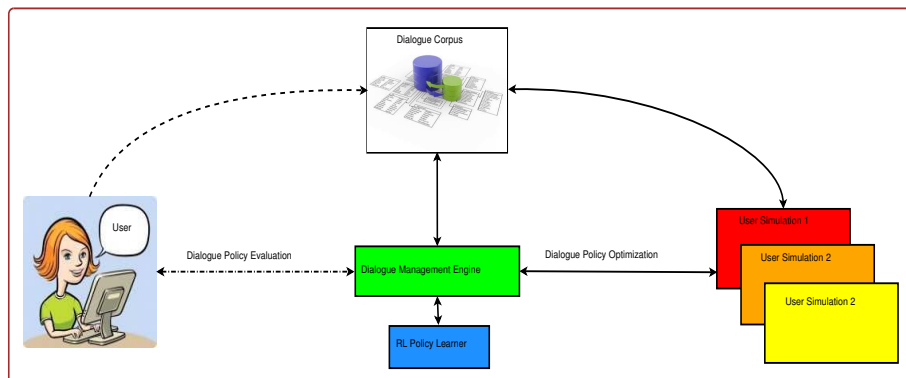 Dialogue Corpus
User
User Simulation 1
Dialogue Policy Evaluation
Dialogue Policy Optimization
User Simulation 2
Dialogue Management Engine
User Simulation 2
RL Policy Learner